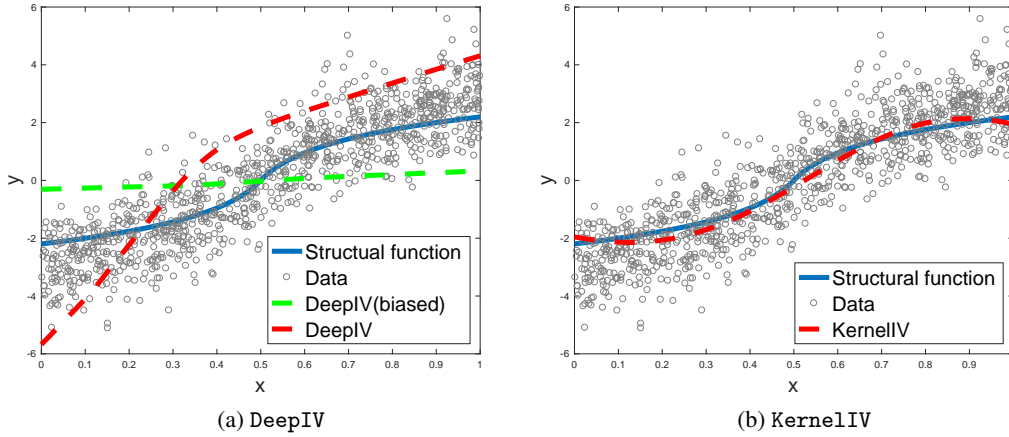 6
4
2
0
-2
-4
-6
y
0 0.1 0.2 0.3 0.4 0.5 0.6 0.7 0.8 0.9 1
x
Structual function
Data
DeepIV(biased)
DeepIV
(a) DeepIV
6
4
2
0
-2
-4
-6
y
0 0.1 0.2 0.3 0.4 0.5 0.6 0.7 0.8 0.9 1
x
Structural function
Data
KernelIV
(b) KernelIV